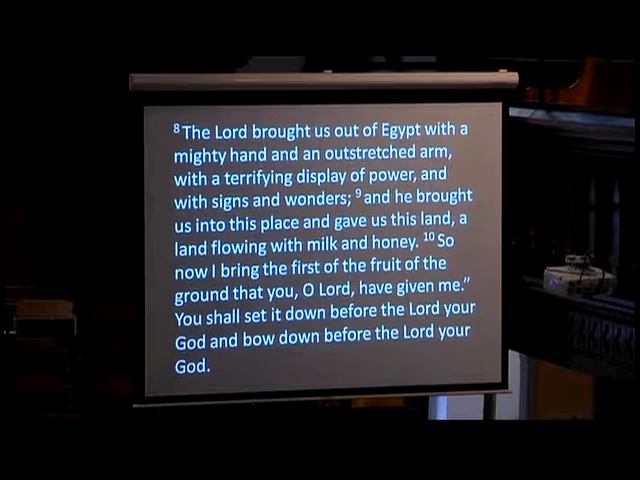 ⁸ The Lord brought us out of Egypt with a
mighty hand and an outstretched arm,
with a terrifying display of power, and
with signs and wonders; ⁹ and he brought
us into this place and gave us this land, a
land flowing with milk and honey. ¹⁰ So
now I bring the first of the fruit of the
ground that you, O Lord, have given me.”
You shall set it down before the Lord your
God and bow down before the Lord your
God.